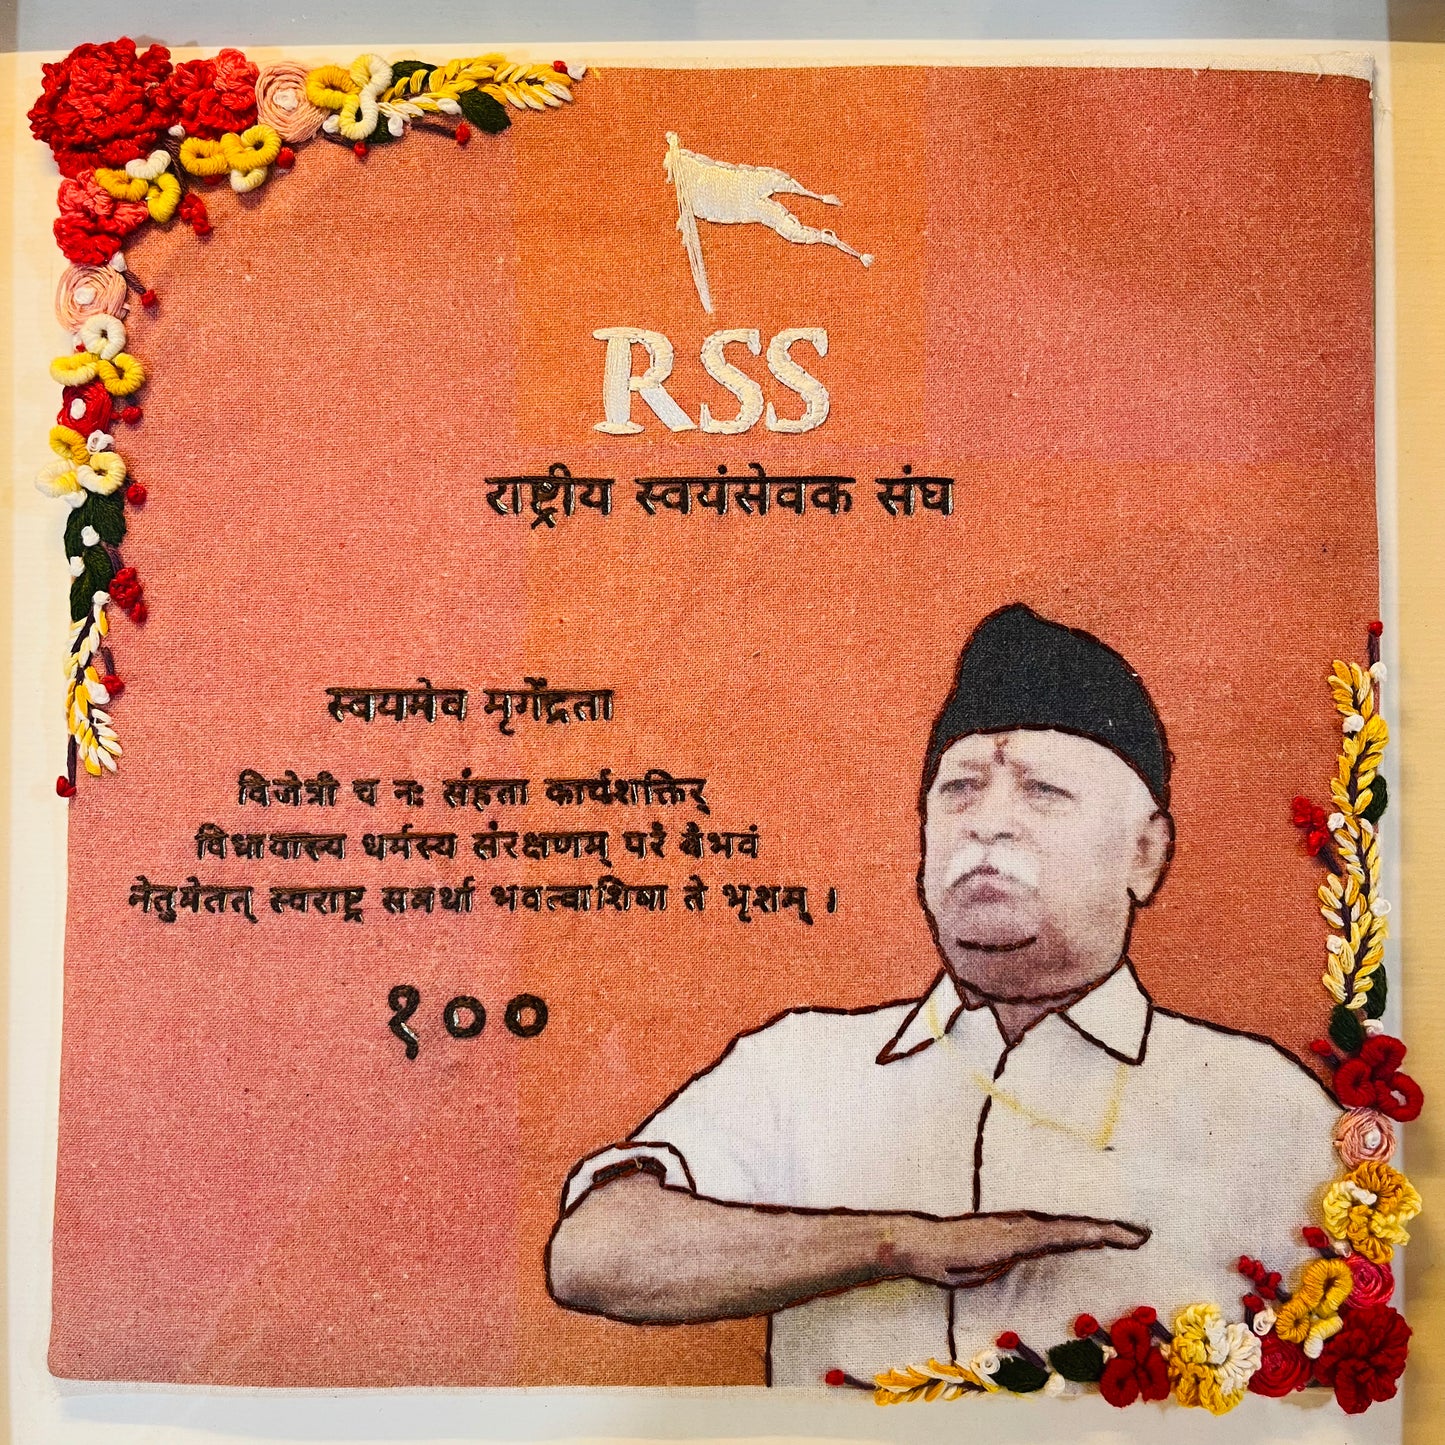 RSS
राष्ट्रीय स्वयंसेवक संघ
स्वयमेव मृर्गेद्रता
विजेत्री च नः संहता कार्यशक्तिर्
विधायास्य धर्मस्य संरक्षणम् परं वैभवं
नेतुमेतत् स्वराष्ट्र समर्था भवत्वाशिषा ते भृशम् ।
१००